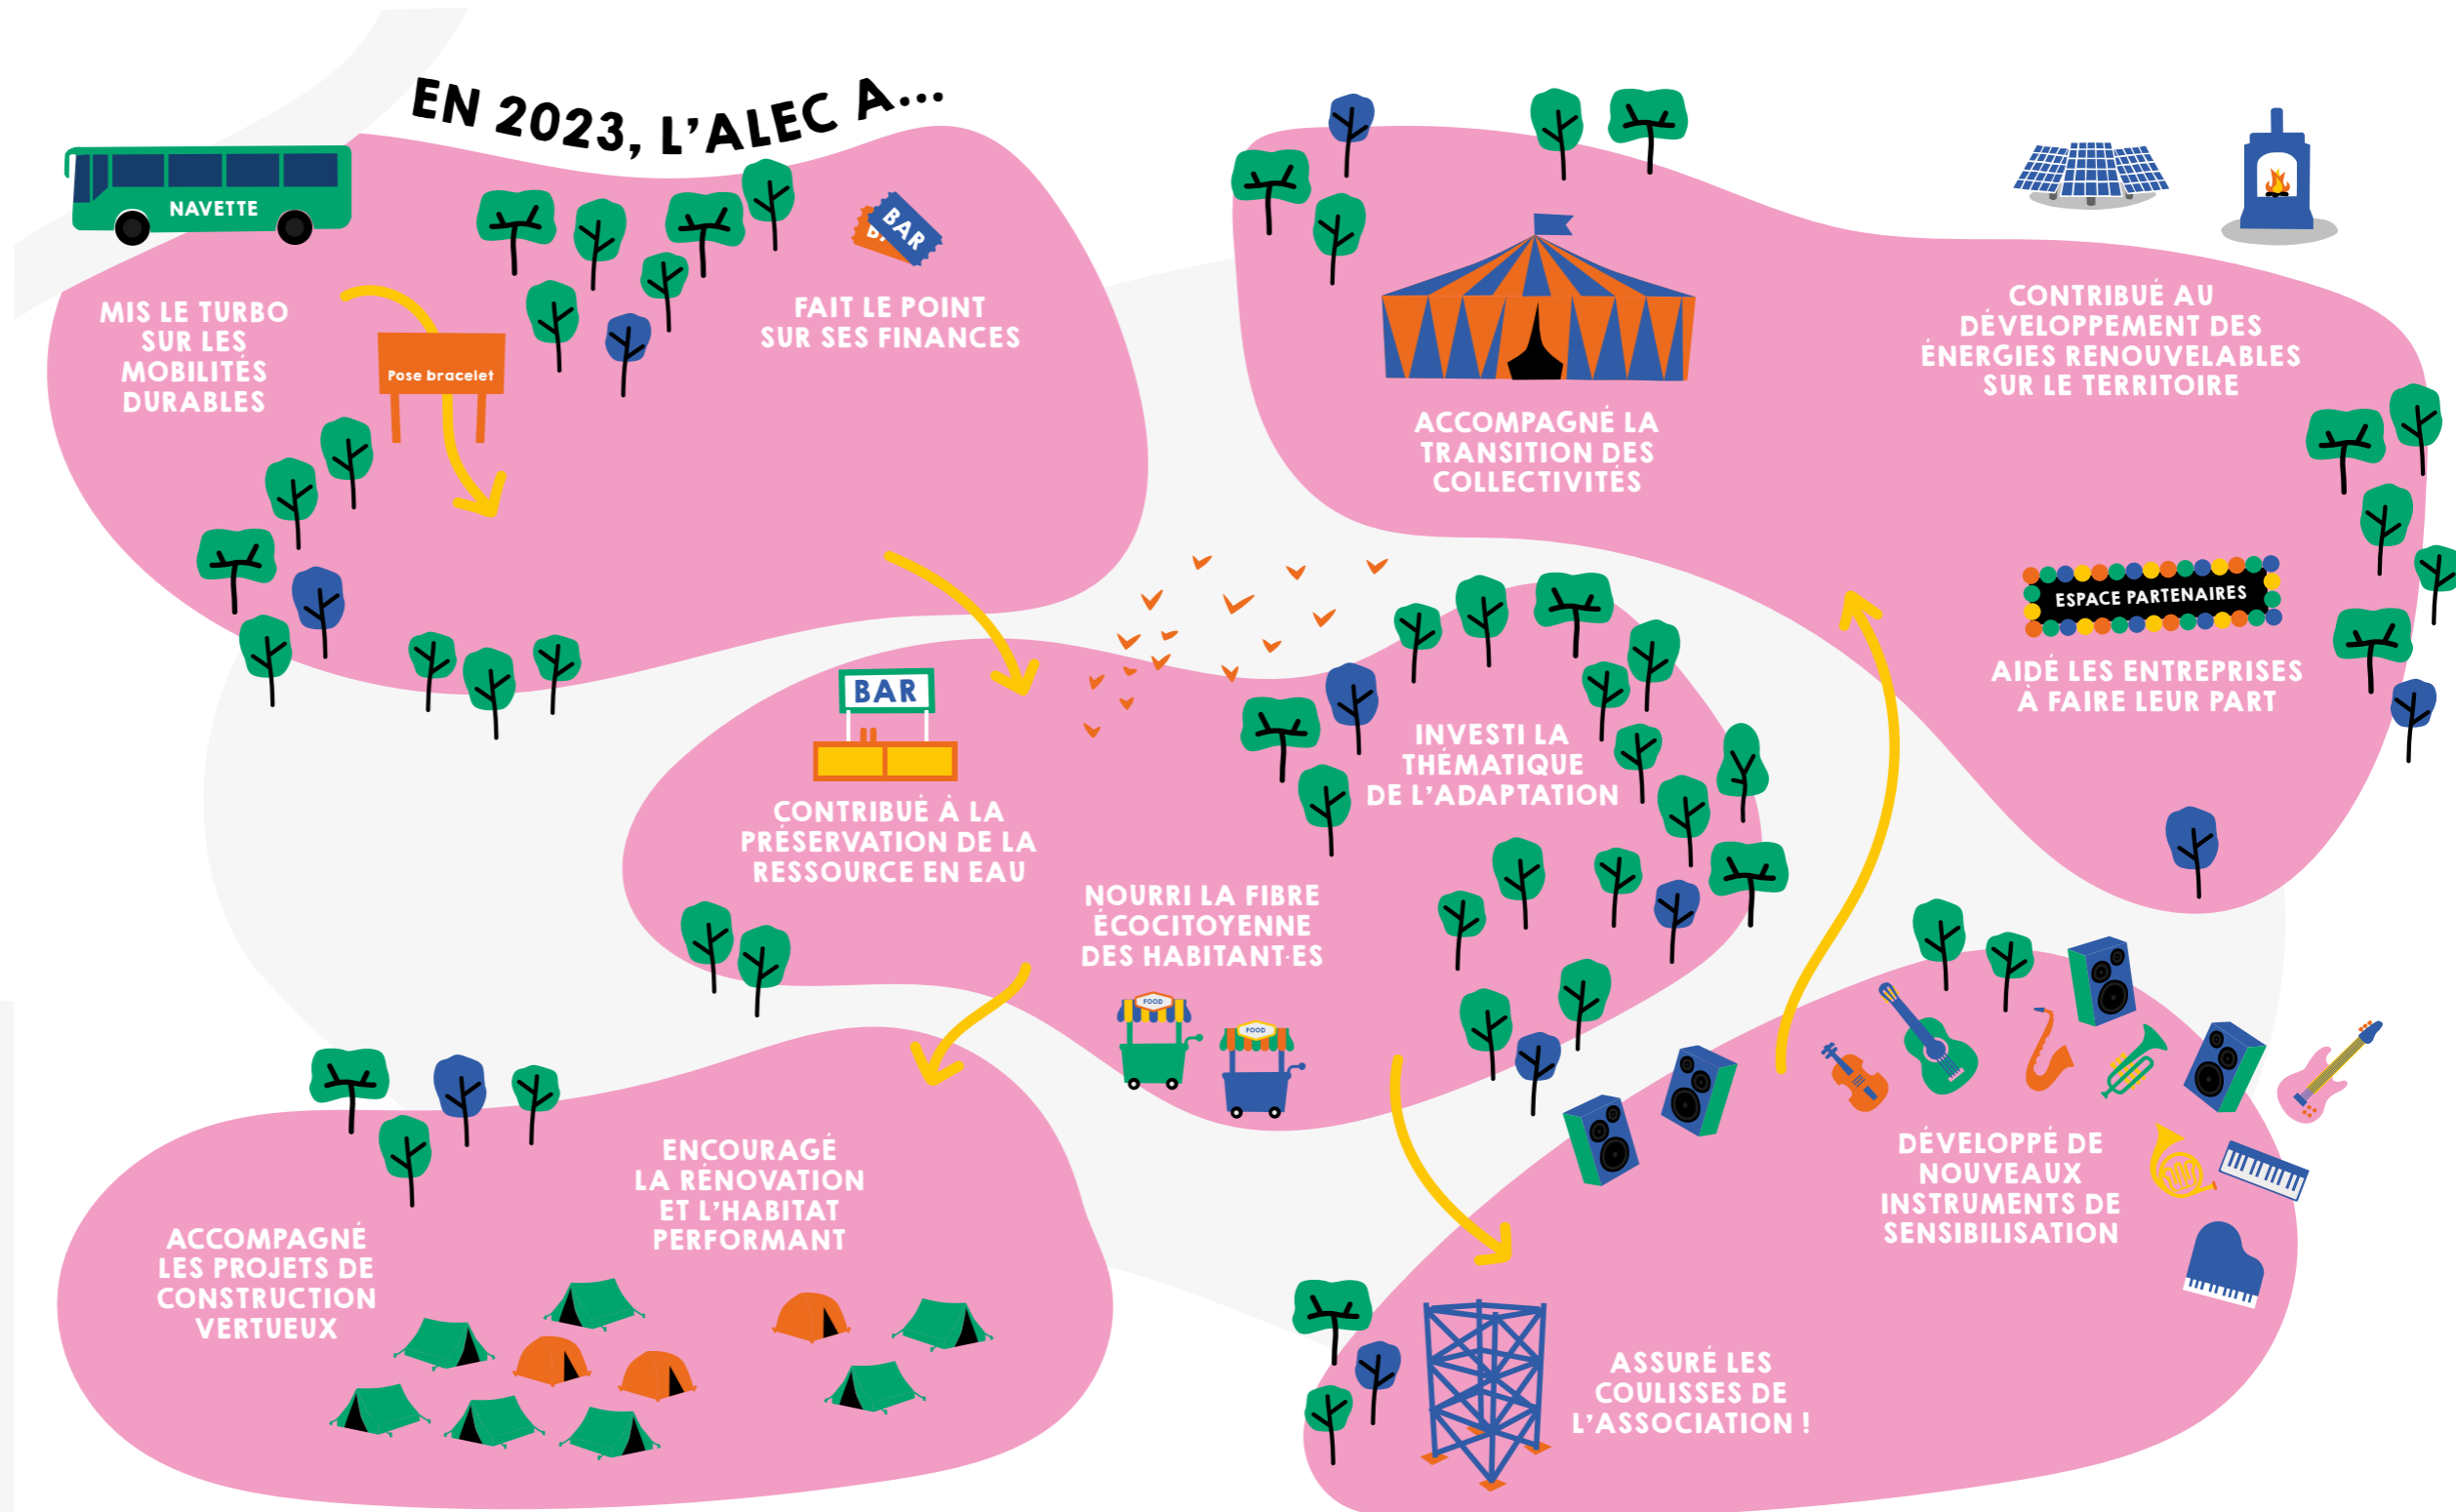 EN 2023, L'ALEC A...
NAVETTE
MIS LE TURBO
SUR LES
MOBILITÉS
DURABLES
Pose bracelet
BAR
FAIT LE POINT
SUR SES FINANCES
ACCOMPAGNÉ LA
TRANSITION DES
COLLECTIVITÉS
CONTRIBUÉ AU
DÉVELOPPEMENT DES
ÉNERGIES RENOUVELABLES
SUR LE TERRITOIRE
ESPACE PARTENAIRES
AIDÉ LES ENTREPRISES
À FAIRE LEUR PART
BAR
CONTRIBUÉ À LA
PRÉSERVATION DE LA
RESSOURCE EN EAU
INVESTI LA
THÉMATIQUE
DE L'ADAPTATION
NOURRI LA FIBRE
ÉCOCITOYENNE
DES HABITANT·ES
FOOD
FOOD
ENCOURAGÉ
LA RÉNOVATION
ET L'HABITAT
PERFORMANT
ACCOMPAGNÉ
LES PROJETS DE
CONSTRUCTION
VERTUEUX
DÉVELOPPÉ DE
NOUVEAUX
INSTRUMENTS DE
SENSIBILISATION
ASSURÉ LES
COULISSES DE
L'ASSOCIATION !